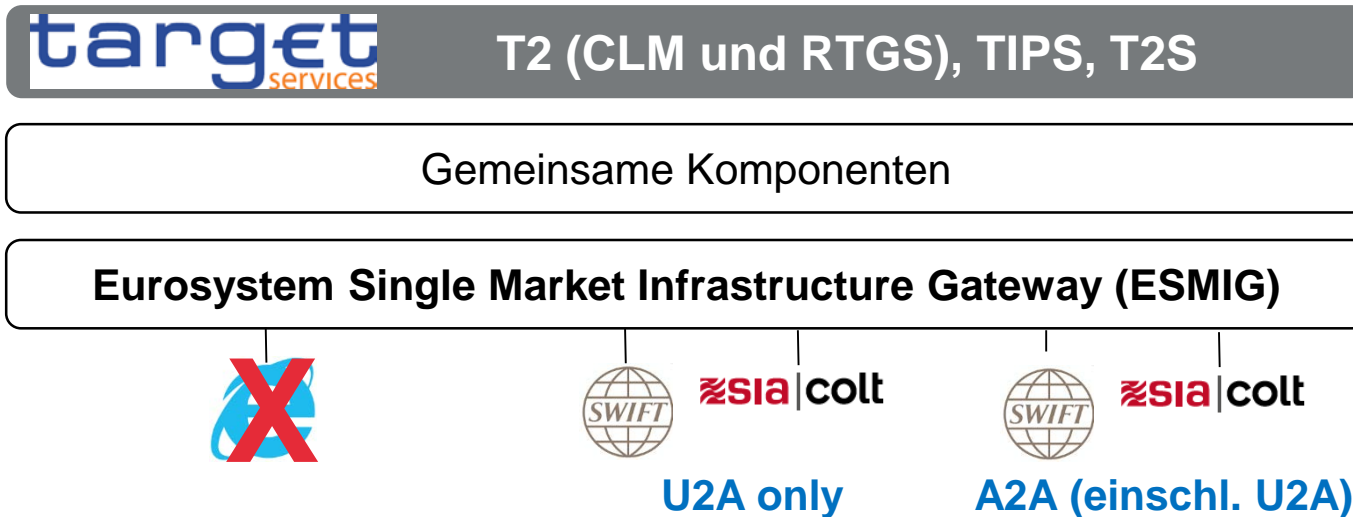 target
services
T2 (CLM und RTGS), TIPS, T2S
Gemeinsame Komponenten
Eurosystem Single Market Infrastructure Gateway (ESMIG)
X
SWIFT
SIA|colt
SWIFT
SIA|colt
U2A only
A2A (einschl. U2A)